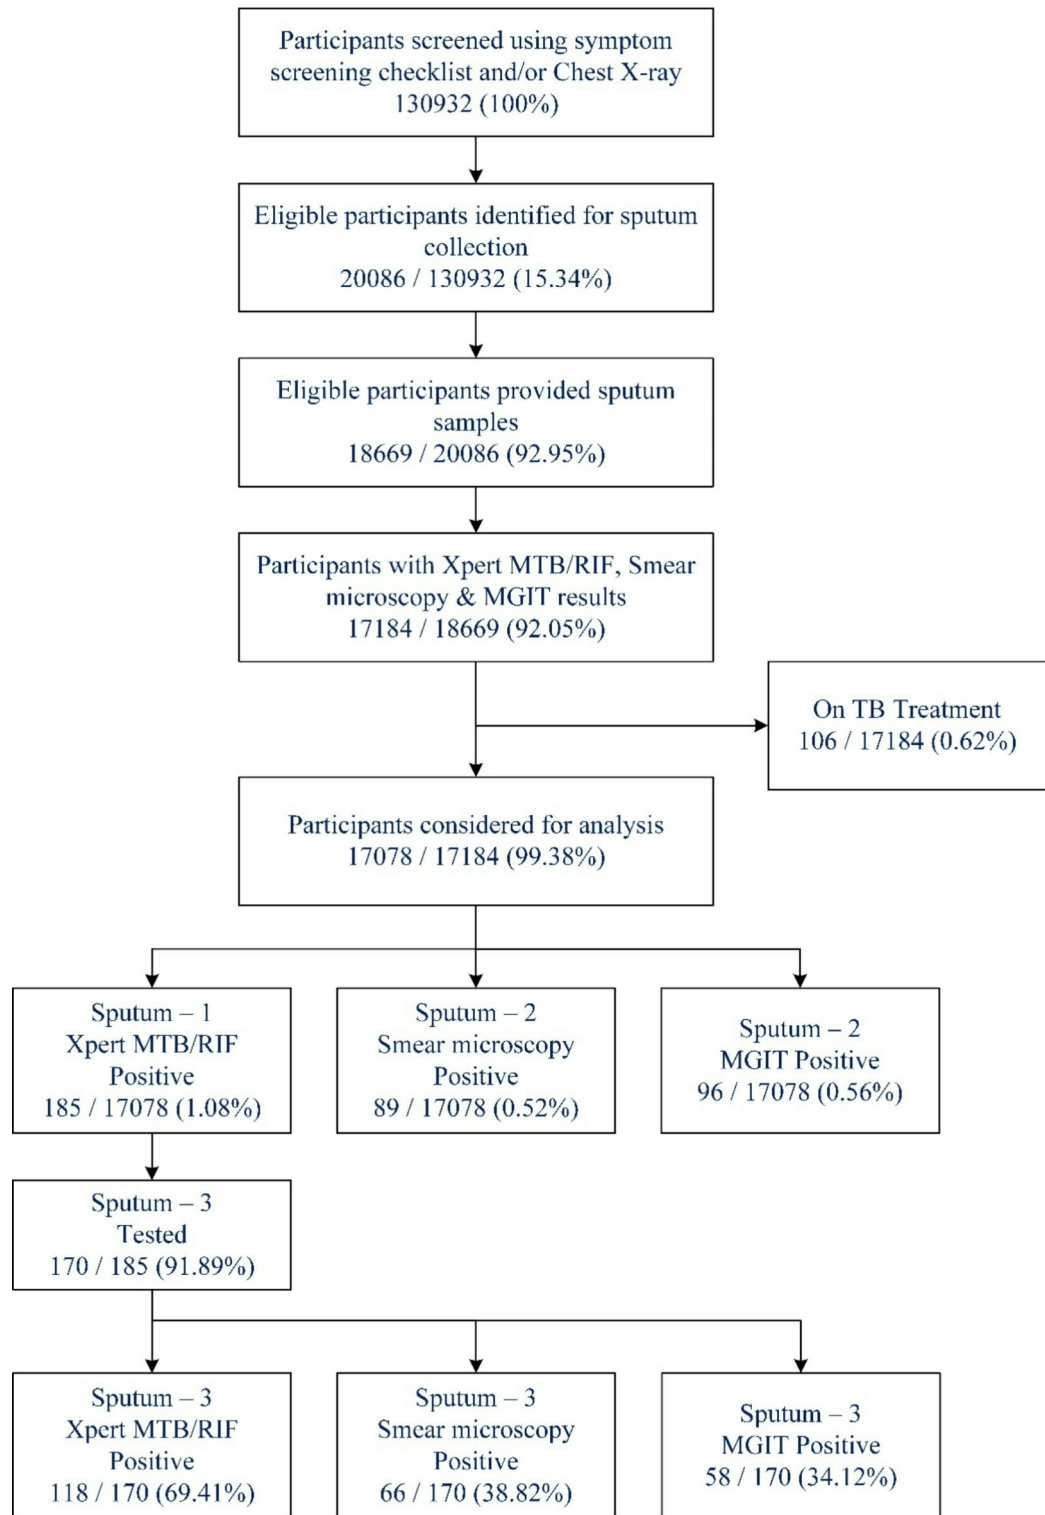 Participants screened using symptom
screening checklist and/or Chest X-ray
130932 (100%)
Eligible participants identified for sputum
collection
20086 / 130932 (15.34%)
Eligible participants provided sputum
samples
18669 / 20086 (92.95%)
Participants with Xpert MTB/RIF, Smear
microscopy & MGIT results
17184 / 18669 (92.05%)
On TB Treatment
106 / 17184 (0.62%)
Participants considered for analysis
17078 / 17184 (99.38%)
Sputum – 1
Xpert MTB/RIF
Positive
185 / 17078 (1.08%)
Sputum – 2
Smear microscopy
Positive
89 / 17078 (0.52%)
Sputum – 2
MGIT Positive
96 / 17078 (0.56%)
Sputum – 3
Tested
170 / 185 (91.89%)
Sputum – 3
Xpert MTB/RIF
Positive
118 / 170 (69.41%)
Sputum – 3
Smear microscopy
Positive
66 / 170 (38.82%)
Sputum – 3
MGIT Positive
58 / 170 (34.12%)